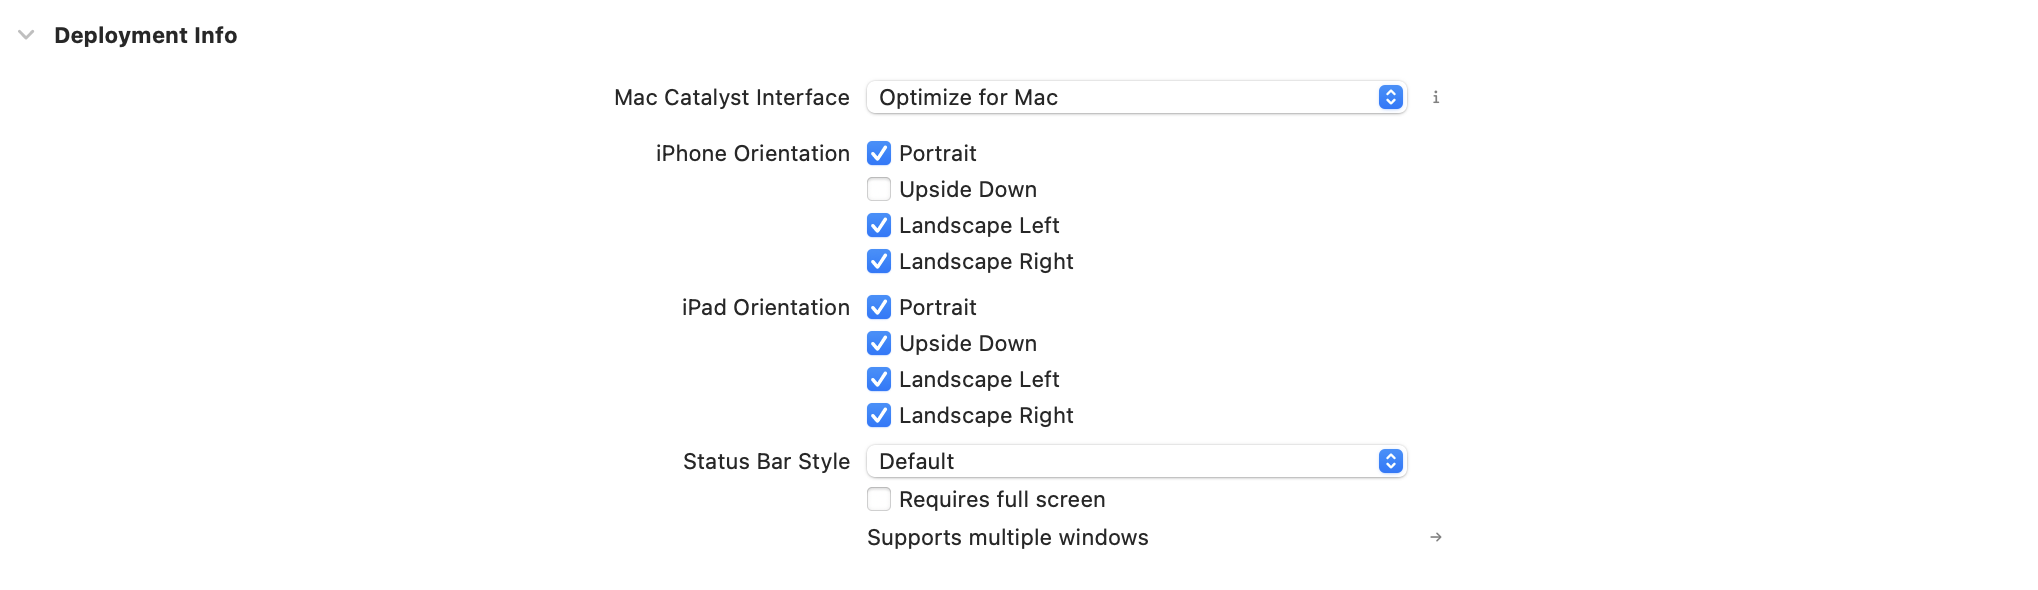 Deployment Info
Mac Catalyst Interface Optimize for Mac
iPhone Orientation Portrait
Upside Down
Landscape Left
Landscape Right
iPad Orientation Portrait
Upside Down
Landscape Left
Landscape Right
Status Bar Style Default
Requires full screen
Supports multiple windows